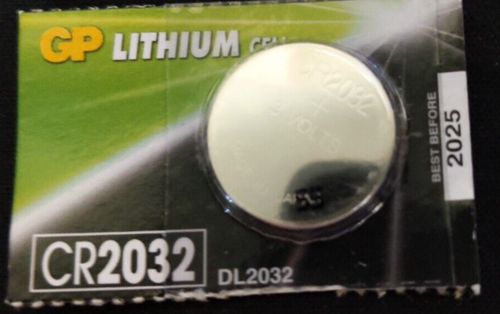 GP LITHIUM CELL
CR2032
+
3 VOLTS
BEST BEFORE
2025
CR2032 DL2032